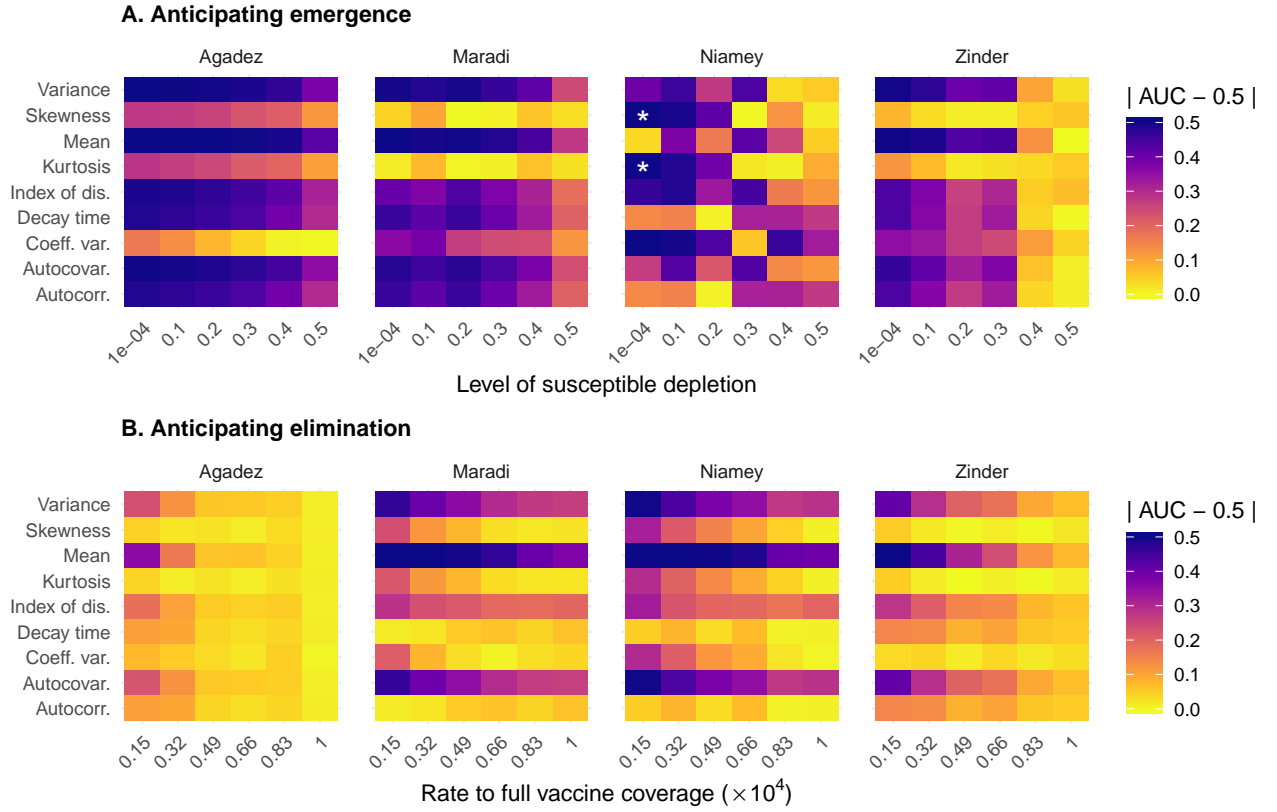 A. Anticipating emergence
Agadez Maradi Niamey Zinder
Variance
Skewness
Mean
Kurtosis
Index of dis.
Decay time
Coeff. var.
Autocovar.
Autocorr.
* 
*
| AUC − 0.5 |
0.5
0.4
0.3
0.2
0.1
0.0
1e−04 0.1 0.2 0.3 0.4 0.5 1e−04 0.1 0.2 0.3 0.4 0.5 1e−04 0.1 0.2 0.3 0.4 0.5 1e−04 0.1 0.2 0.3 0.4 0.5
Level of susceptible depletion
B. Anticipating elimination
Agadez Maradi Niamey Zinder
Variance
Skewness
Mean
Kurtosis
Index of dis.
Decay time
Coeff. var.
Autocovar.
Autocorr.
| AUC − 0.5 |
0.5
0.4
0.3
0.2
0.1
0.0
0.15 0.32 0.49 0.66 0.83 1 0.15 0.32 0.49 0.66 0.83 1 0.15 0.32 0.49 0.66 0.83 1 0.15 0.32 0.49 0.66 0.83 1
Rate to full vaccine coverage (×10⁴)